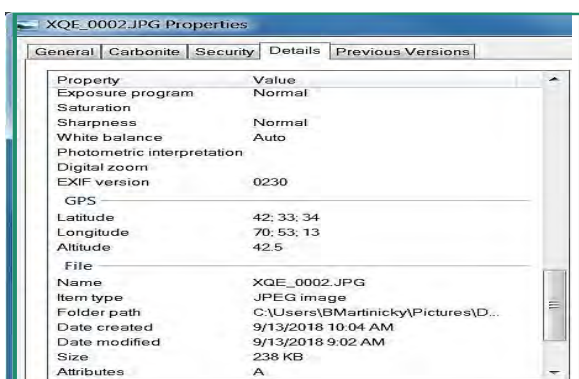 XQE_0002.JPG Properties
General Carbonite Security Details Previous Versions
Property Value
Exposure program Normal
Saturation
Sharpness Normal
White balance Auto
Photometric interpretation
Digital zoom
EXIF version 0230
GPS
Latitude 42; 33; 34
Longitude 70; 53; 13
Altitude 42.5
File
Name XQE_0002.JPG
Item type JPEG image
Folder path C:\Users\BMartinicky\Pictures\D...
Date created 9/13/2018 10:04 AM
Date modified 9/13/2018 9:02 AM
Size 238 KB
Attributes A